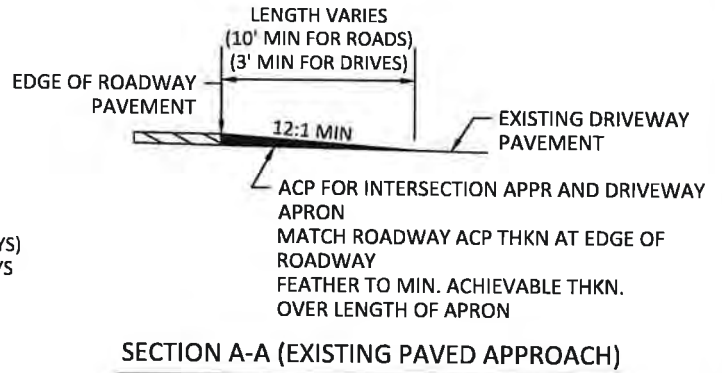 LENGTH VARIES
(10' MIN FOR ROADS)
(3' MIN FOR DRIVES)
EDGE OF ROADWAY
PAVEMENT
12:1 MIN
EXISTING DRIVEWAY
PAVEMENT
ACP FOR INTERSECTION APPR AND DRIVEWAY
APRON
MATCH ROADWAY ACP THKN AT EDGE OF
ROADWAY
FEATHER TO MIN. ACHIEVABLE THKN.
OVER LENGTH OF APRON
YS)
YS
SECTION A-A (EXISTING PAVED APPROACH)